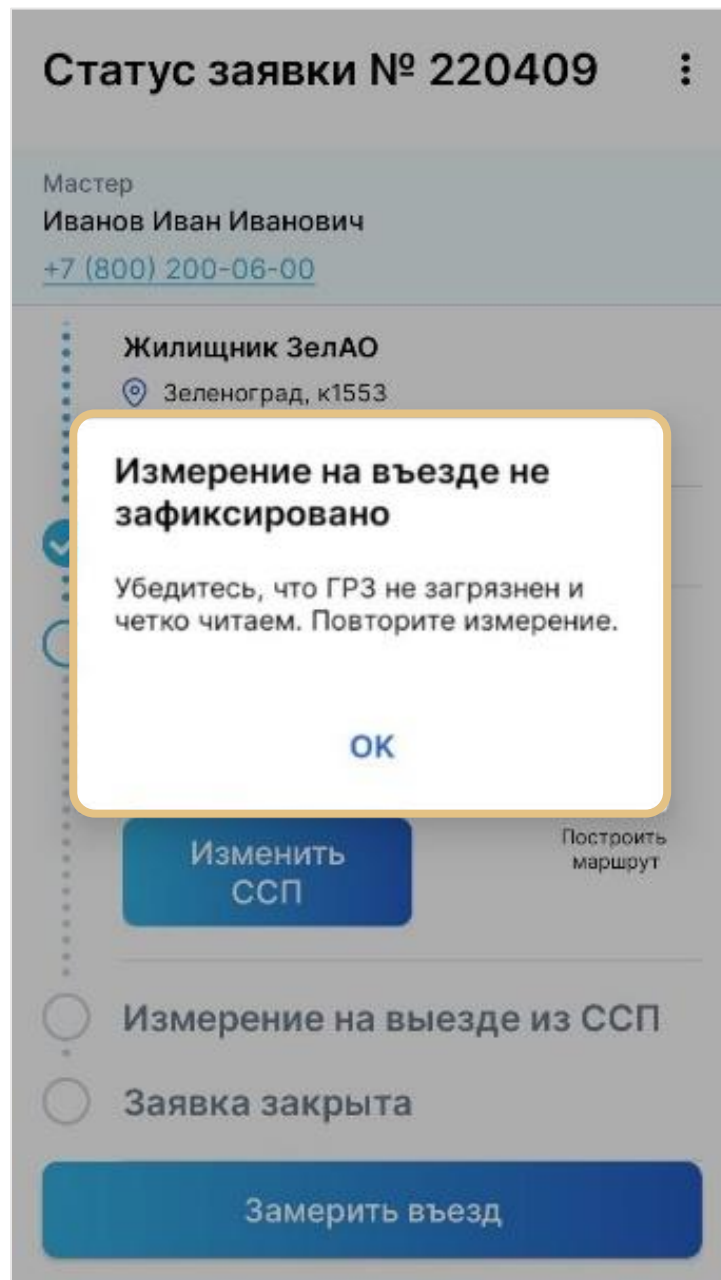 Статус заявки № 220409
Мастер
Иванов Иван Иванович
+7 (800) 200-06-00
Жилищник ЗелАО
Зеленоград, к1553
Измерение на въезде не
зафиксировано
Убедитесь, что ГРЗ не загрязнен и
четко читаем. Повторите измерение.
ОК
Изменить
ССП
Построить
маршрут
Измерение на выезде из ССП
Заявка закрыта
Замерить въезд